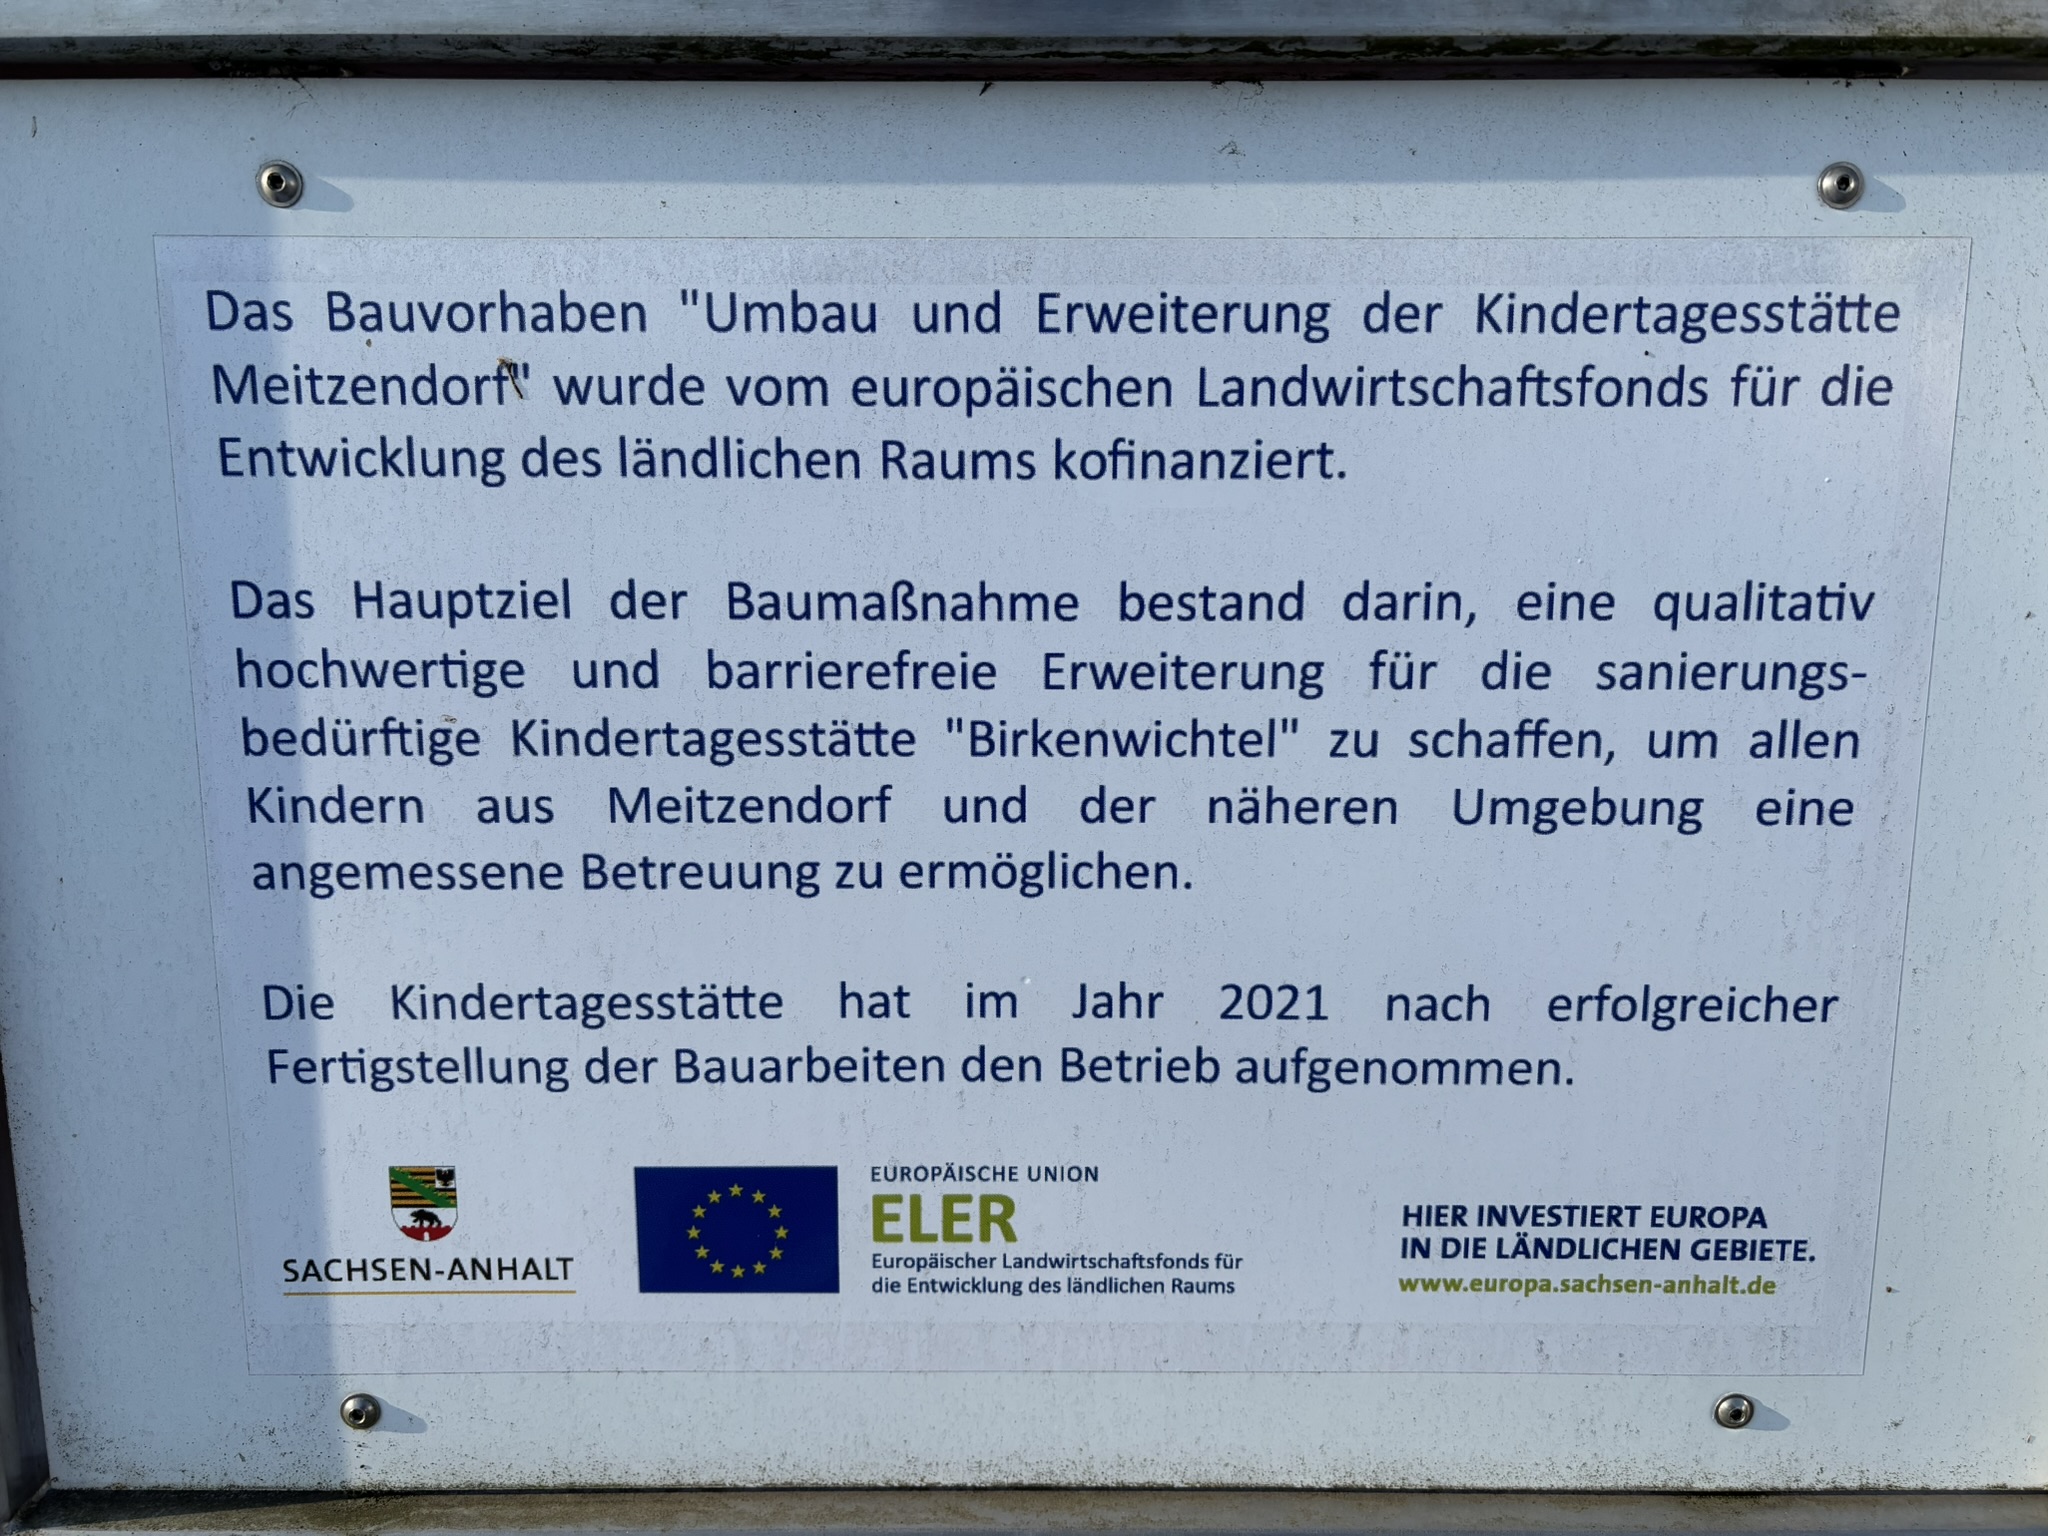 Das Bauvorhaben "Umbau und Erweiterung der Kindertagesstätte
Meitzendorf" wurde vom europäischen Landwirtschaftsfonds für die
Entwicklung des ländlichen Raums kofinanziert.
Das Hauptziel der Baumaßnahme bestand darin, eine qualitativ
hochwertige und barrierefreie Erweiterung für die sanierungs-
bedürftige Kindertagesstätte "Birkenwichtel" zu schaffen, um allen
Kindern aus Meitzendorf und der näheren Umgebung eine
angemessene Betreuung zu ermöglichen.
Die Kindertagesstätte hat im Jahr 2021 nach erfolgreicher
Fertigstellung der Bauarbeiten den Betrieb aufgenommen.
SACHSEN-ANHALT
EUROPÄISCHE UNION
ELER
Europäischer Landwirtschaftsfonds für
die Entwicklung des ländlichen Raums
HIER INVESTIERT EUROPA
IN DIE LÄNDLICHEN GEBIETE.
www.europa.sachsen-anhalt.de